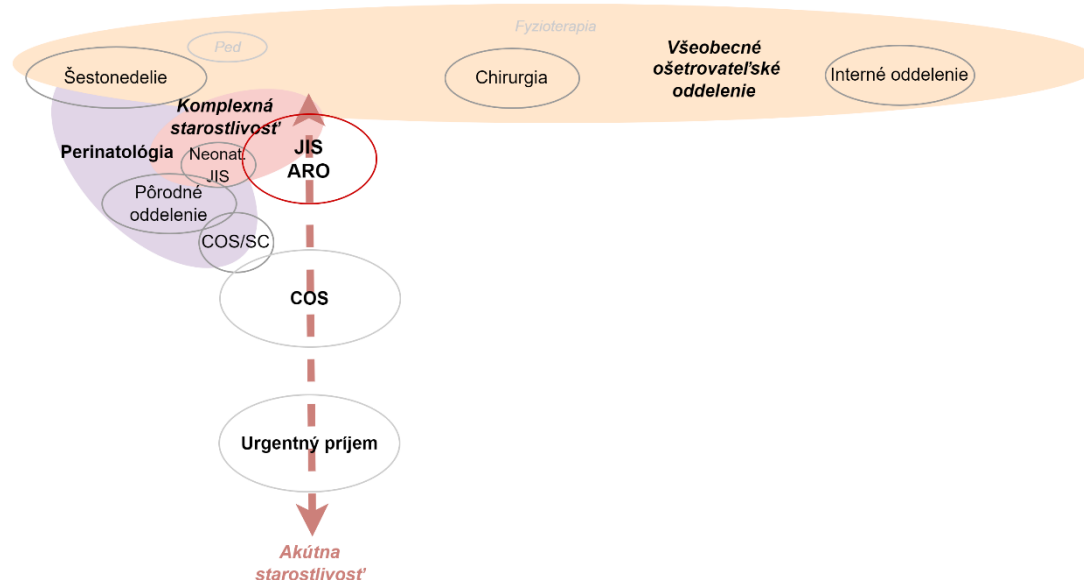 Fyzioterapia
Ped
Šestonedelie
Chirurgia
Všeobecné
ošetrovateľské
oddelenie
Interné oddelenie
Komplexná
starostlivosť
Perinatológia
Neonat.
JIS
JIS
ARO
Pôrodné
oddelenie
COS/SC
COS
Urgentný príjem
Akútna
starostlivosť